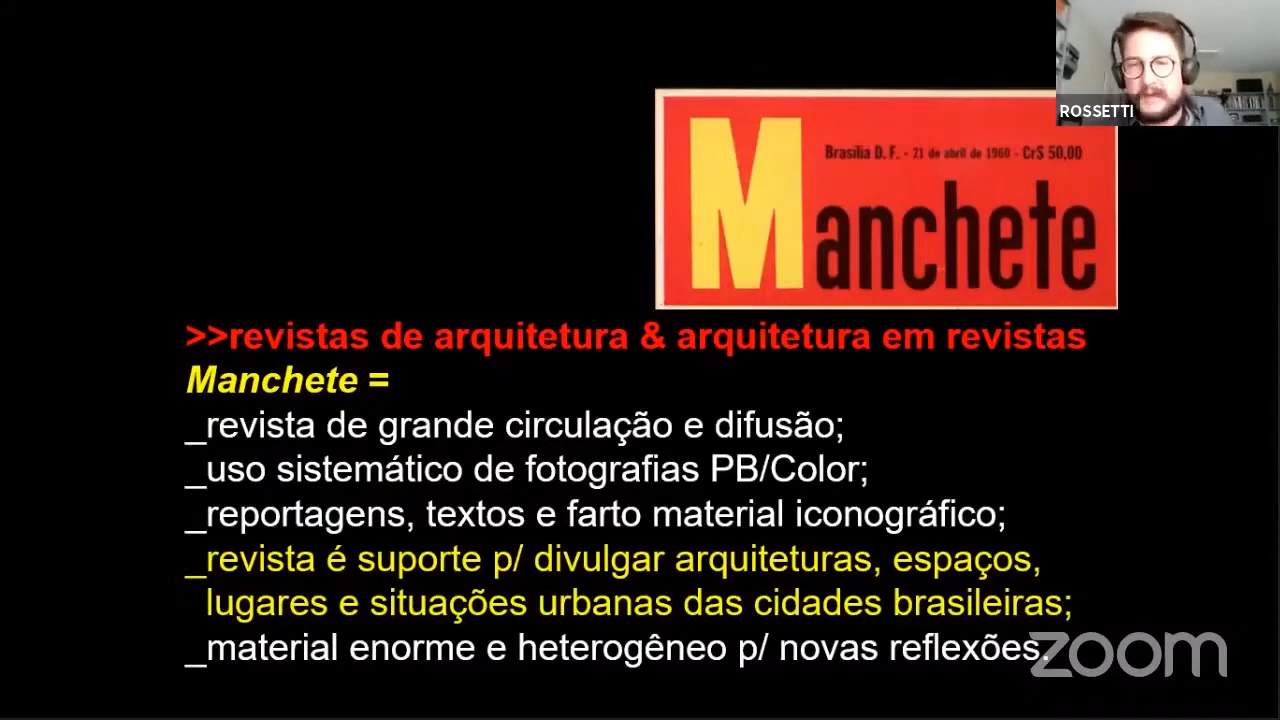 ROSSETTI
Brasília D. F. - 21 de abril de 1960 - Cr$ 50,00
Manchete
>>revistas de arquitetura & arquitetura em revistas
Manchete =
_revista de grande circulação e difusão;
_uso sistemático de fotografias PB/Color;
_reportagens, textos e farto material iconográfico;
_revista é suporte p/ divulgar arquiteturas, espaços,
lugares e situações urbanas das cidades brasileiras;
_material enorme e heterogêneo p/ novas reflexões.
zoom